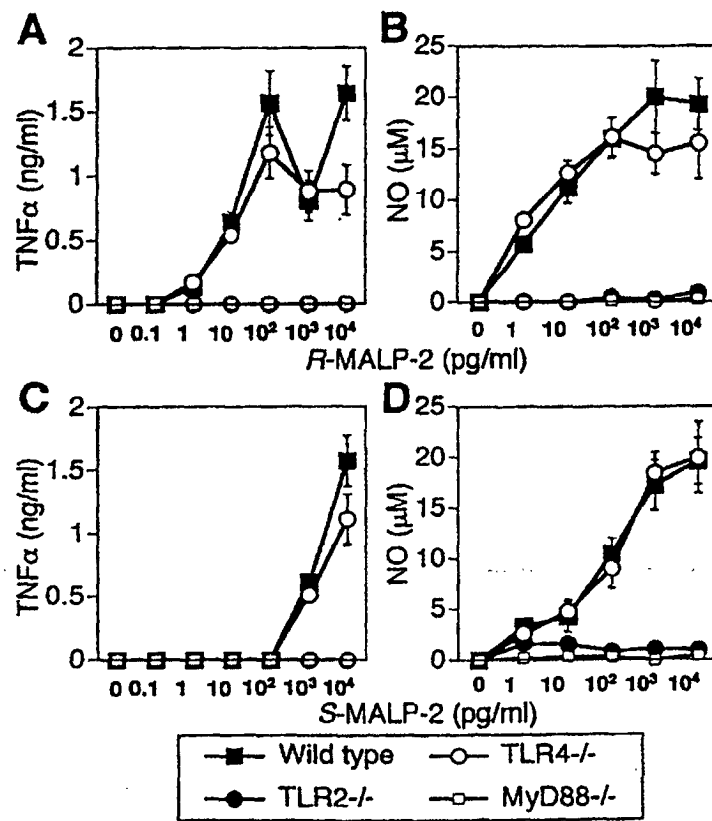 A
B
TNFα (ng/ml)
2
1.5
1
0.5
0
NO (μM)
25
20
15
10
5
0
0 0.1 1 10 10² 10³ 10⁴
0 1 10 10² 10³ 10⁴
R-MALP-2 (pg/ml)
C
D
TNFα (ng/ml)
2
1.5
1
0.5
0
NO (μM)
25
20
15
10
5
0
0 0.1 1 10 10² 10³ 10⁴
0 1 10 10² 10³ 10⁴
S-MALP-2 (pg/ml)
Wild type TLR4-/-
TLR2-/- MyD88-/-